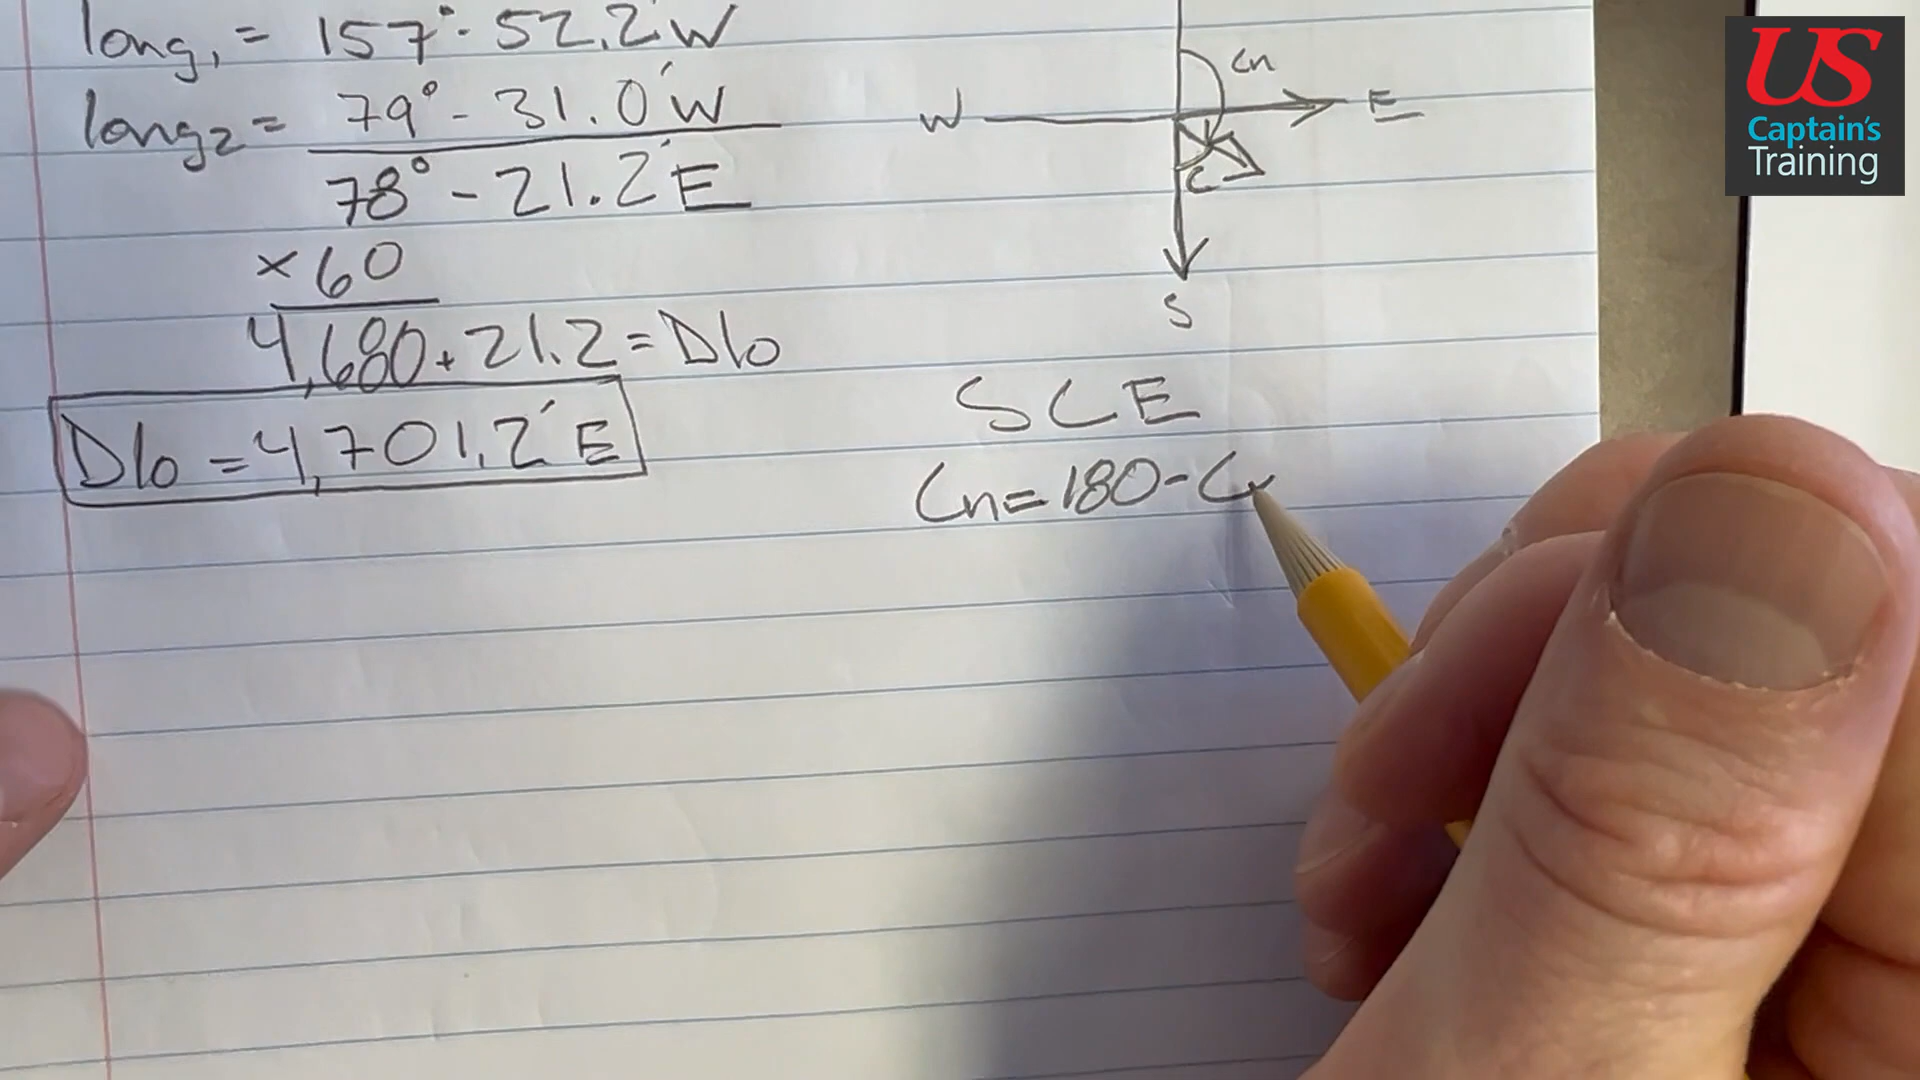 long₁ = 157° - 52.2'W
long₂ = 79° - 31.0'W
78° - 21.2'E
×60
4,680 + 21.2 = Dlo
Dlo = 4,701.2' E
Cn
W E
C
S
S C E
Cn = 180 - C
US
Captain's
Training